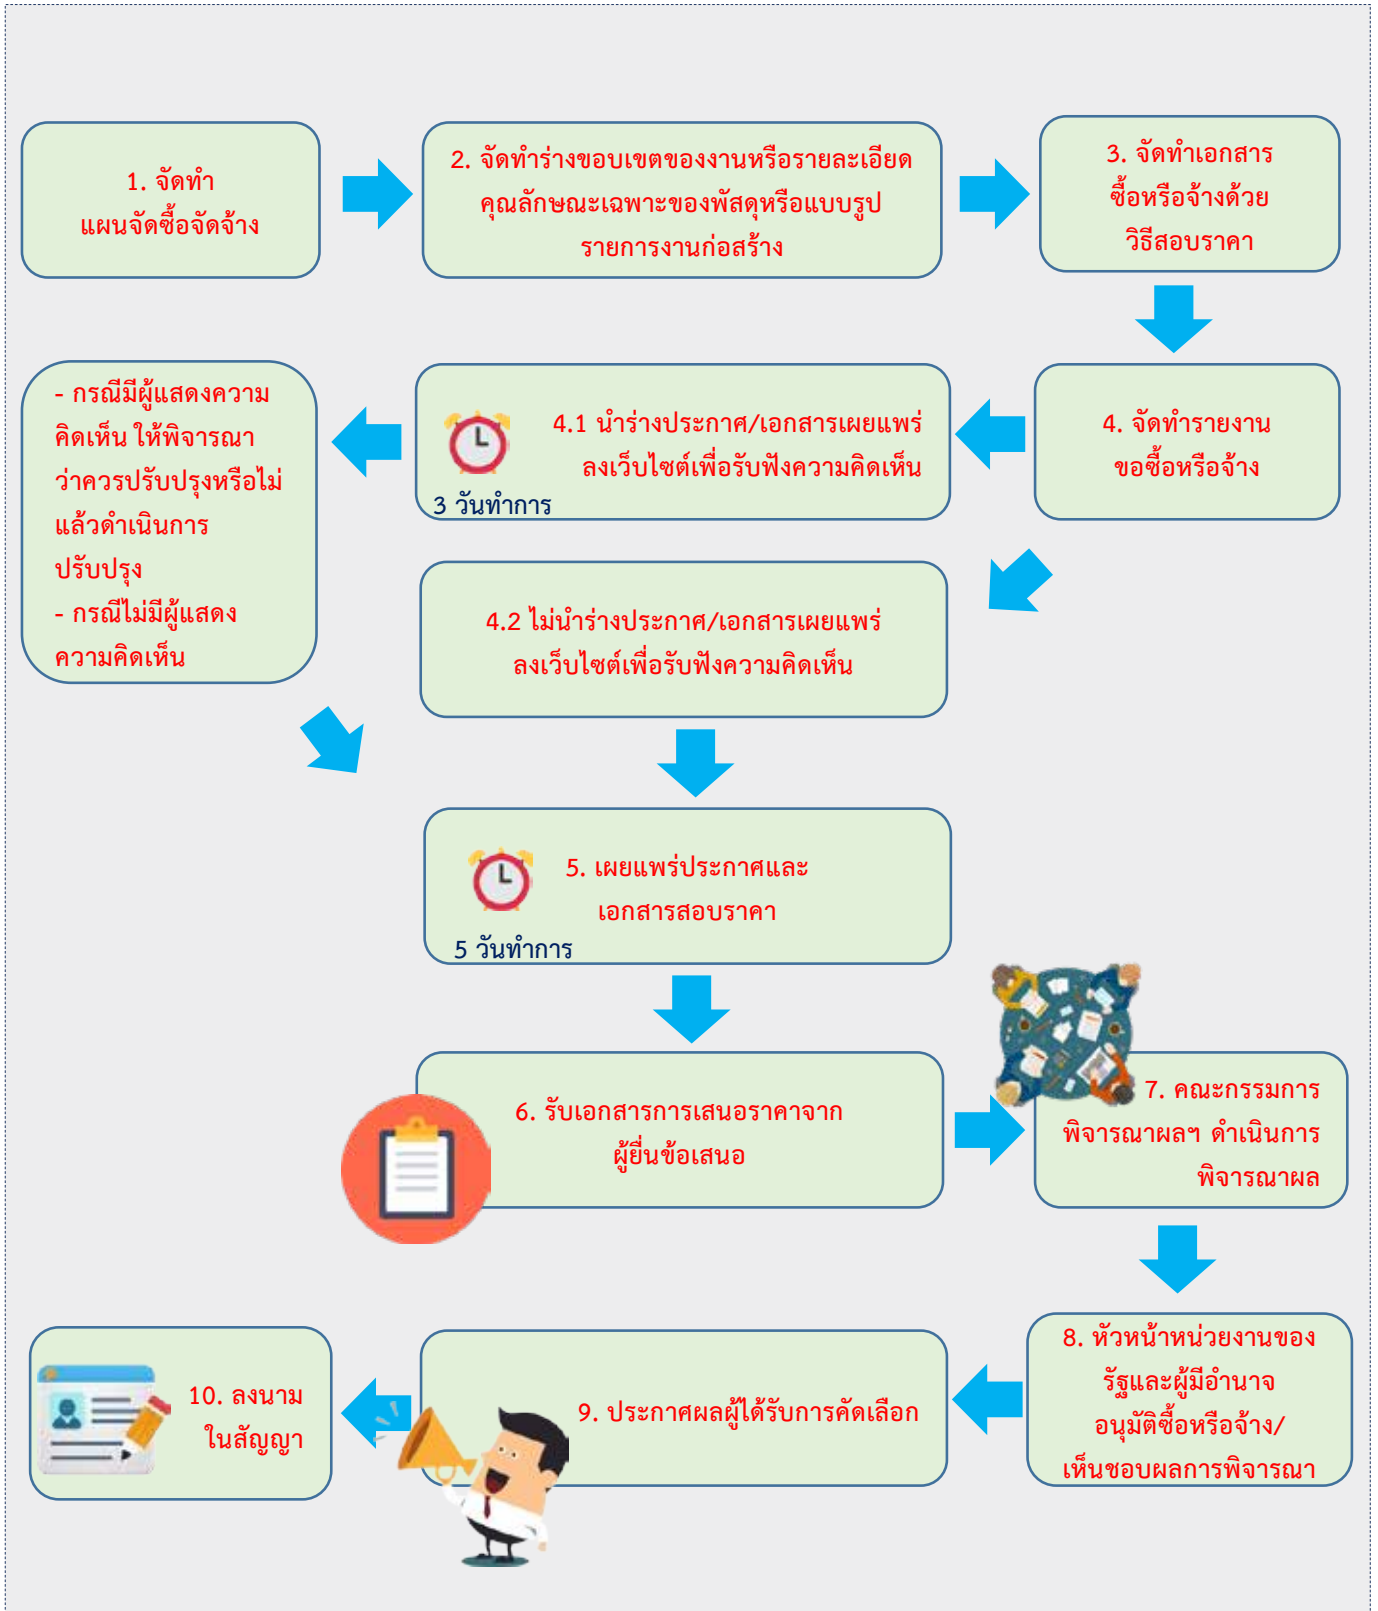 1. จัดทำ
แผนจัดซื้อจัดจ้าง
2. จัดทำร่างขอบเขตของงานหรือรายละเอียด
คุณลักษณะเฉพาะของพัสดุหรือแบบรูป
รายการงานก่อสร้าง
3. จัดทำเอกสาร
ซื้อหรือจ้างด้วย
วิธีสอบราคา
4. จัดทำรายงาน
ขอซื้อหรือจ้าง
4.1 นำร่างประกาศ/เอกสารเผยแพร่
ลงเว็บไซต์เพื่อรับฟังความคิดเห็น
3 วันทำการ
- กรณีมีผู้แสดงความ
คิดเห็น ให้พิจารณา
ว่าควรปรับปรุงหรือไม่
แล้วดำเนินการ
ปรับปรุง
- กรณีไม่มีผู้แสดง
ความคิดเห็น
4.2 ไม่นำร่างประกาศ/เอกสารเผยแพร่
ลงเว็บไซต์เพื่อรับฟังความคิดเห็น
5. เผยแพร่ประกาศและ
เอกสารสอบราคา
5 วันทำการ
6. รับเอกสารการเสนอราคาจาก
ผู้ยื่นข้อเสนอ
7. คณะกรรมการ
พิจารณาผลฯ ดำเนินการ
พิจารณาผล
8. หัวหน้าหน่วยงานของ
รัฐและผู้มีอำนาจ
อนุมัติซื้อหรือจ้าง/
เห็นชอบผลการพิจารณา
9. ประกาศผลผู้ได้รับการคัดเลือก
10. ลงนาม
ในสัญญา